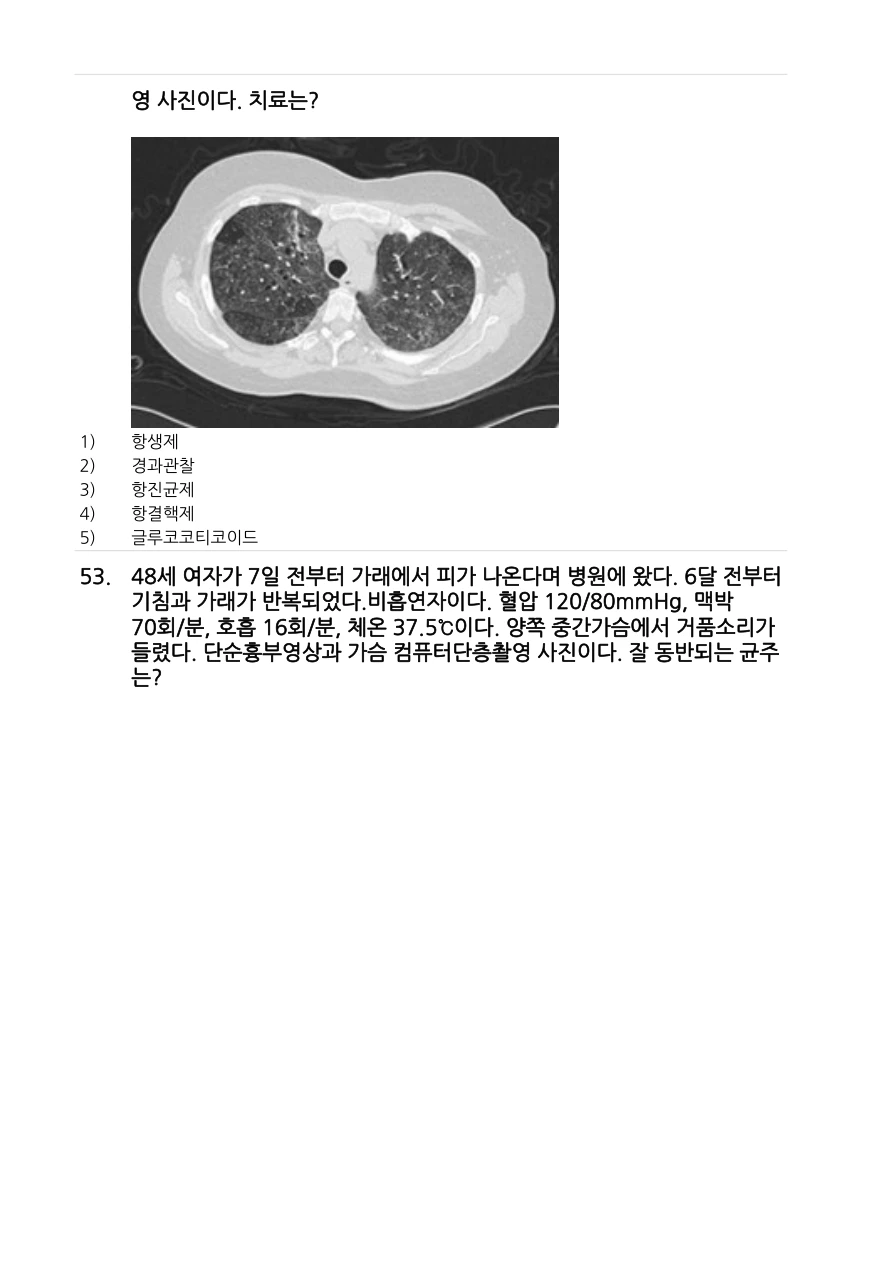 영 사진이다. 치료는?
1) 항생제
2) 경과관찰
3) 항진균제
4) 항결핵제
5) 글루코코티코이드
53. 48세 여자가 7일 전부터 가래에서 피가 나온다며 병원에 왔다. 6달 전부터
기침과 가래가 반복되었다.비흡연자이다. 혈압 120/80mmHg, 맥박
70회/분, 호흡 16회/분, 체온 37.5℃이다. 양쪽 중간가슴에서 거품소리가
들렸다. 단순흉부영상과 가슴 컴퓨터단층촬영 사진이다. 잘 동반되는 균주
는?